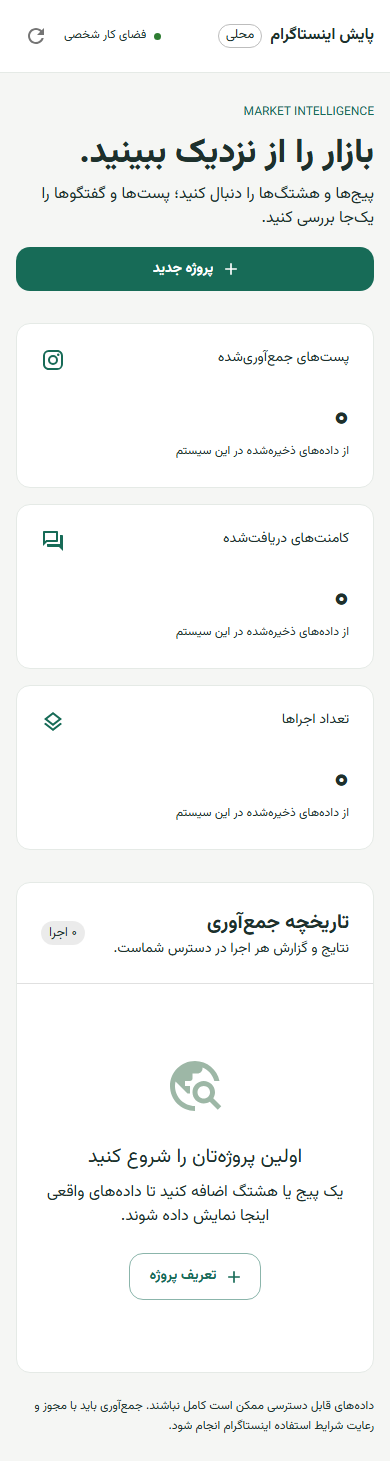 پایش اینستاگرام محلی فضای کار شخصی
MARKET INTELLIGENCE
بازار را از نزدیک ببینید.
پیج‌ها و هشتگ‌ها را دنبال کنید؛ پست‌ها و گفتگوها را
یک‌جا بررسی کنید.
پروژه جدید
پست‌های جمع‌آوری‌شده
۰
از داده‌های ذخیره‌شده در این سیستم
کامنت‌های دریافت‌شده
۰
از داده‌های ذخیره‌شده در این سیستم
تعداد اجراها
۰
از داده‌های ذخیره‌شده در این سیستم
تاریخچه جمع‌آوری
۰ اجرا
نتایج و گزارش هر اجرا در دسترس شماست.
اولین پروژه‌تان را شروع کنید
یک پیج یا هشتگ اضافه کنید تا داده‌های واقعی
اینجا نمایش داده شوند.
تعریف پروژه
داده‌های قابل دسترسی ممکن است کامل نباشند. جمع‌آوری باید با مجوز و
رعایت شرایط استفاده اینستاگرام انجام شود.